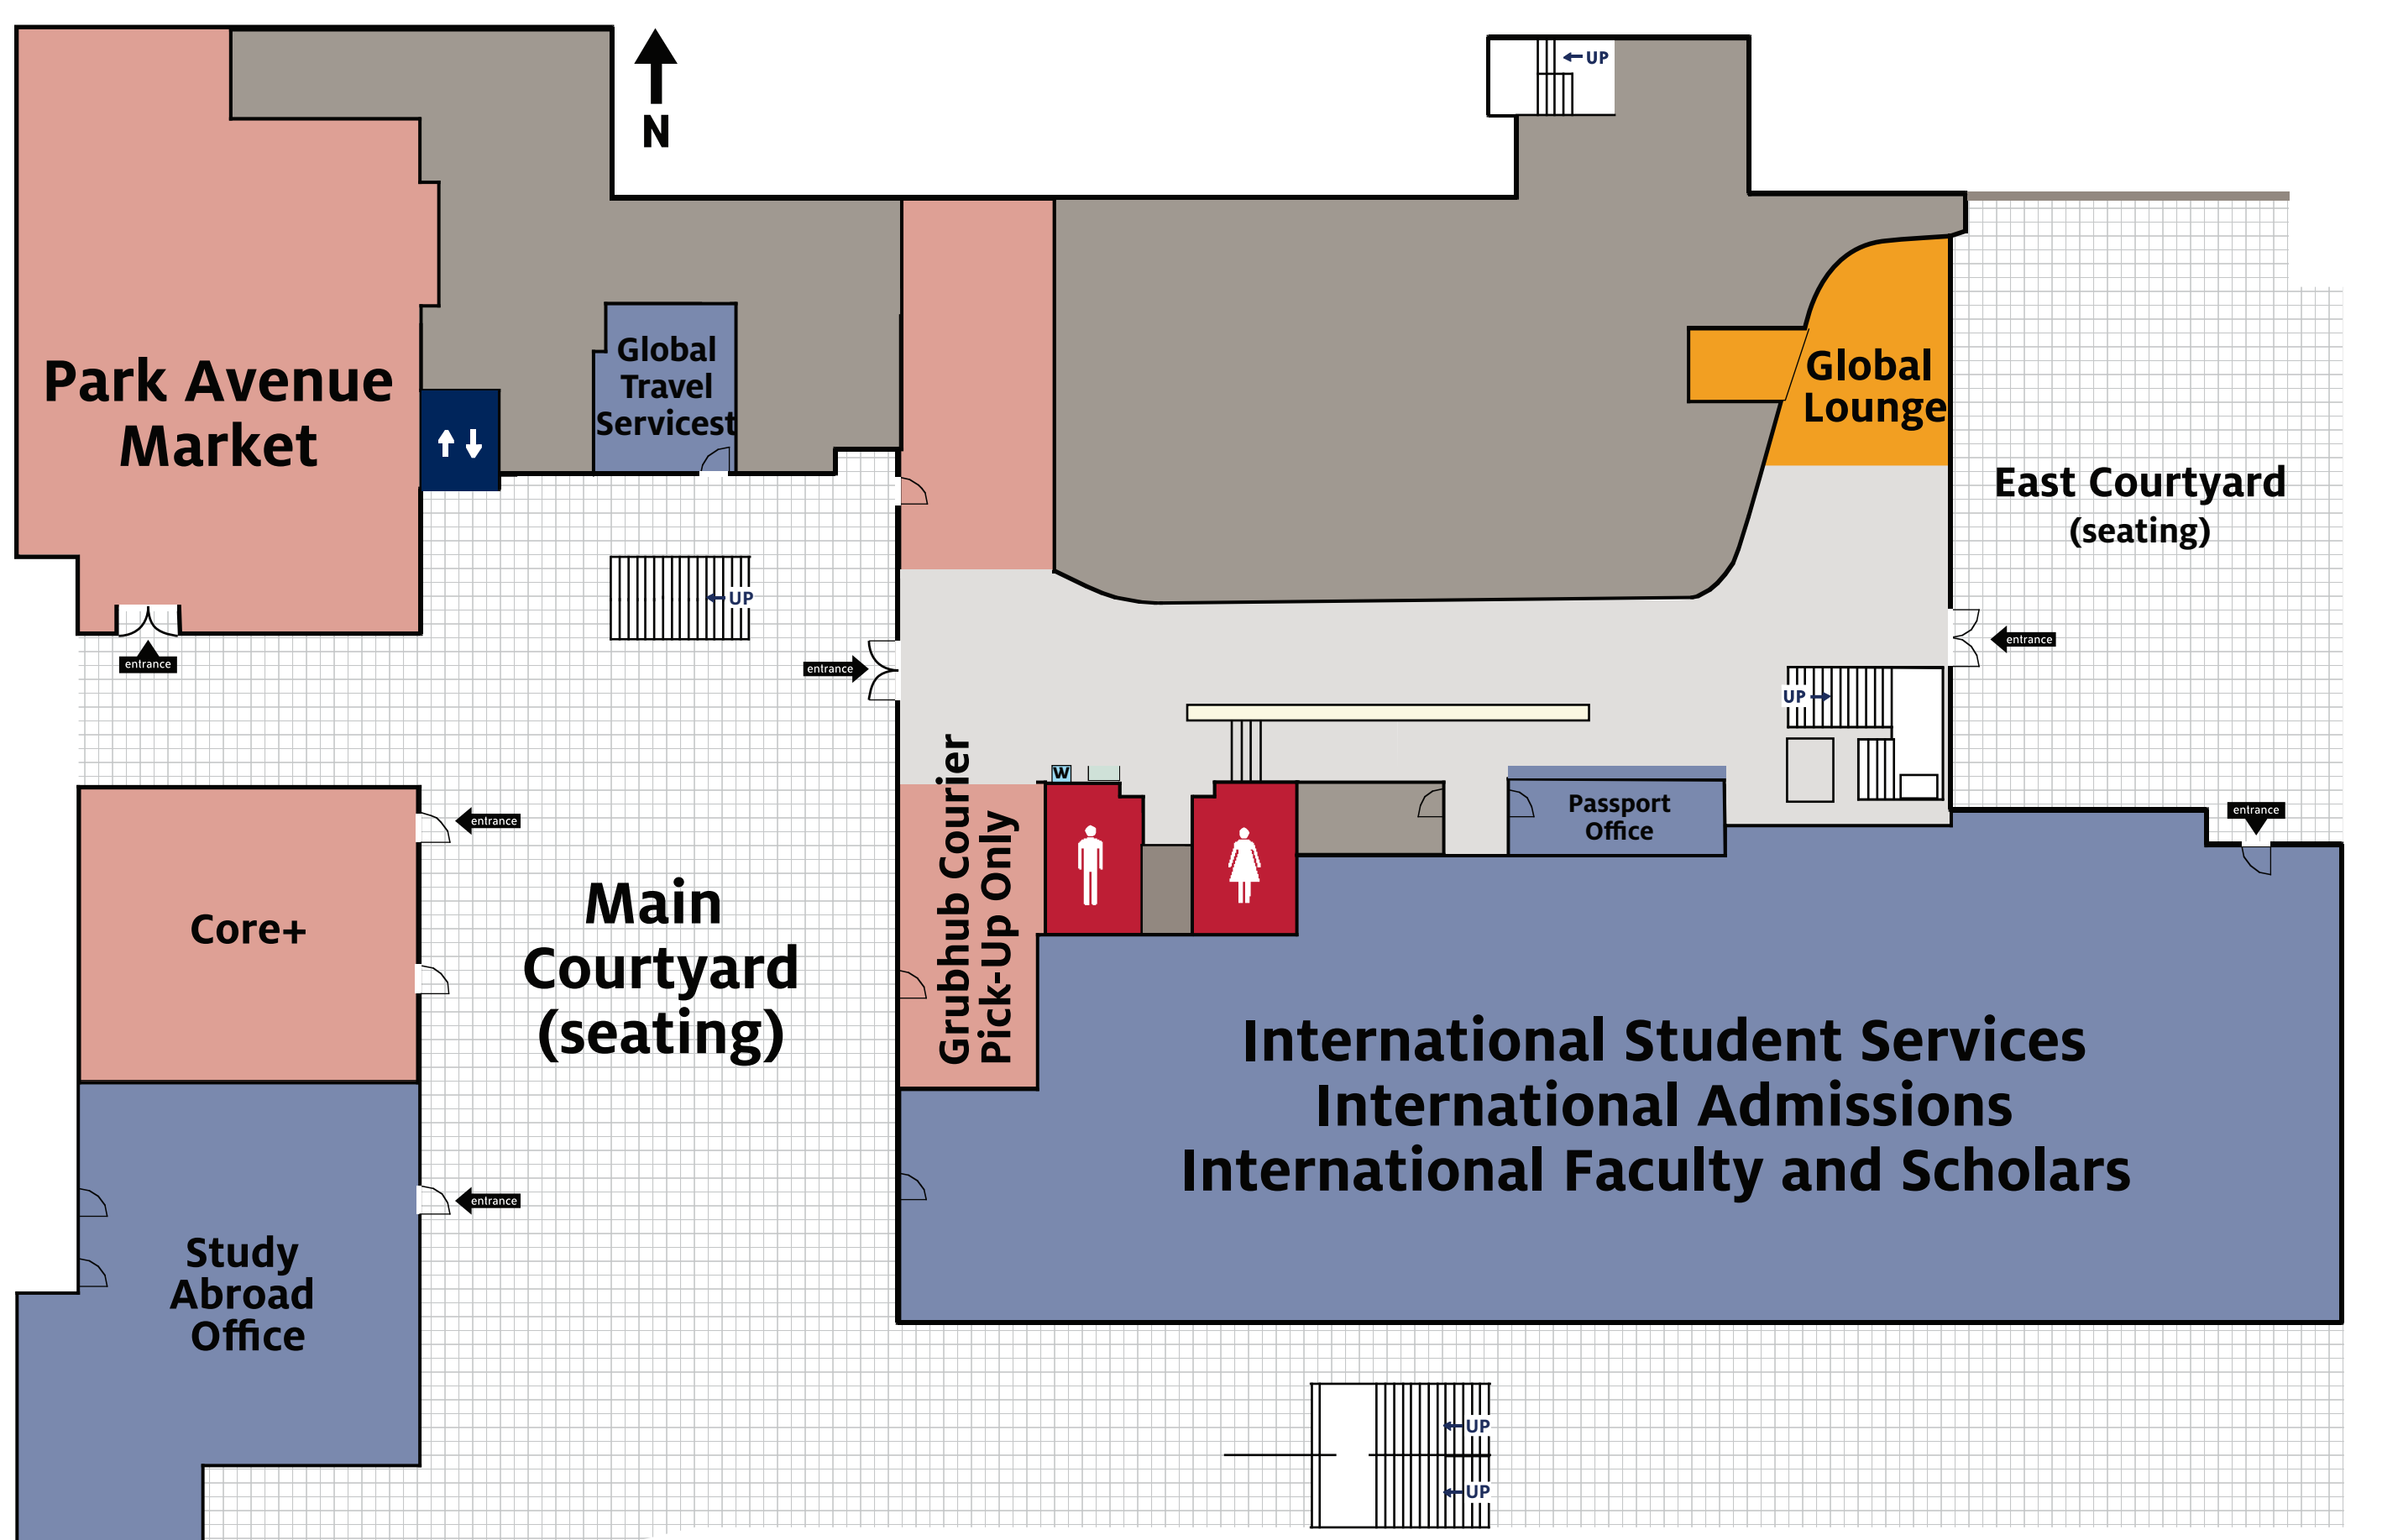 UP
N
Global
Travel
Servicest
Park Avenue
Market
Global
Lounge
East Courtyard
(seating)
UP
entrance
entrance
entrance
UP
W
Passport
Office
entrance
entrance
Grubhub Courier
Pick-Up Only
Core+
Main
Courtyard
(seating)
International Student Services
International Admissions
International Faculty and Scholars
entrance
Study
Abroad
Office
UP
UP